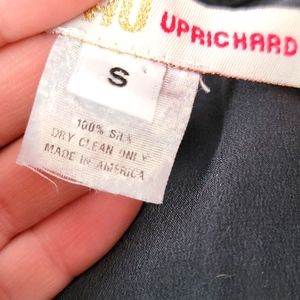 UPRICHARD
S
100% SILK
DRY CLEAN ONLY
MADE IN AMERICA